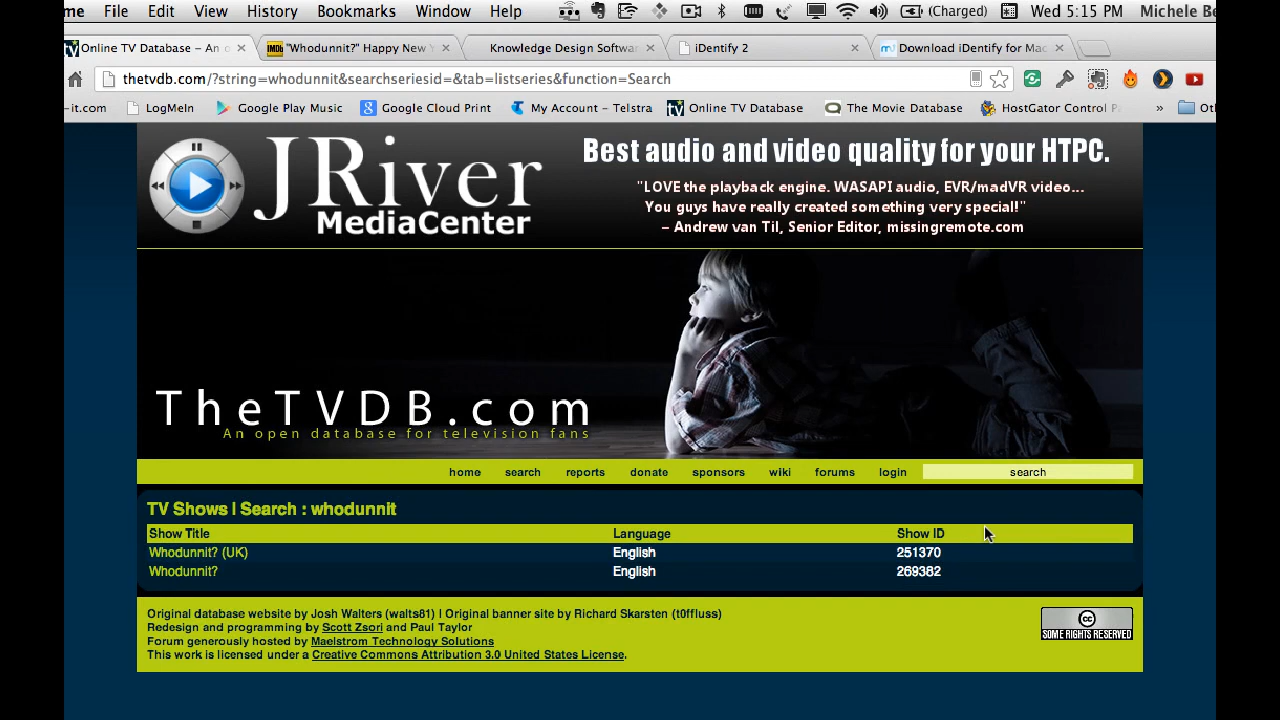 me File Edit View History Bookmarks Window Help (Charged) Wed 5:15 PM Michele Be
Online TV Database – An o "Whodunnit?" Happy New Y Knowledge Design Softwa iDentify 2 Download iDentify for Mac
thetvdb.com/?string=whodunnit&searchseriesid=&tab=listseries&function=Search
-it.com LogMeIn Google Play Music Google Cloud Print My Account – Telstra Online TV Database The Movie Database HostGator Control Pa » Oth
JRiver
MediaCenter
Best audio and video quality for your HTPC.
"LOVE the playback engine. WASAPI audio, EVR/madVR video...
You guys have really created something very special!"
– Andrew van Til, Senior Editor, missingremote.com
TheTVDB.com
An open database for television fans
home search reports donate sponsors wiki forums login search
TV Shows | Search : whodunnit
Show Title Language Show ID
Whodunnit? (UK) English 251370
Whodunnit? English 269382
Original database website by Josh Walters (walts81) | Original banner site by Richard Skarsten (t0ffluss)
Redesign and programming by Scott Zsori and Paul Taylor
Forum generously hosted by Maelstrom Technology Solutions
This work is licensed under a Creative Commons Attribution 3.0 United States License.
cc
SOME RIGHTS RESERVED